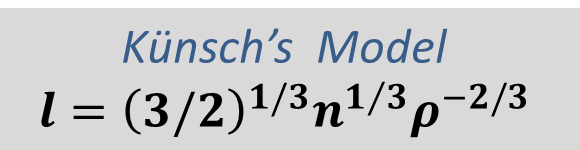 Künsch's Model
l = (3/2)^{1/3} n^{1/3} ρ^{−2/3}